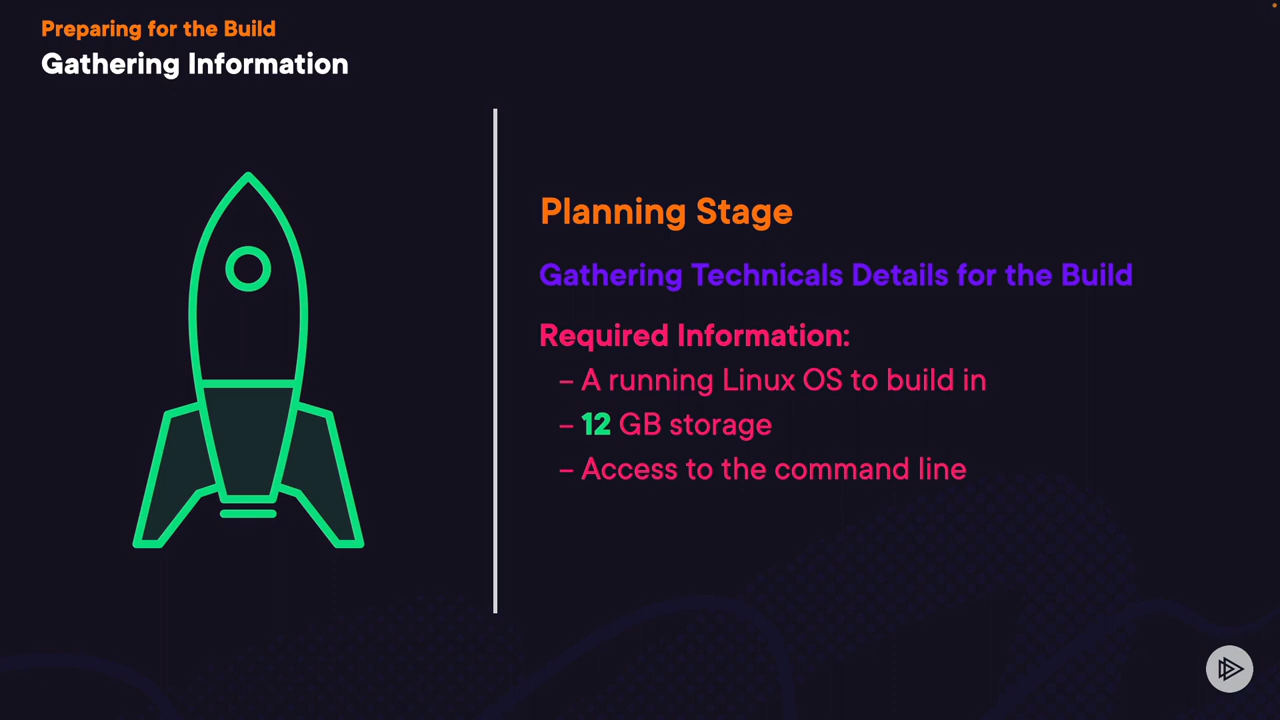 Preparing for the Build
Gathering Information
Planning Stage
Gathering Technicals Details for the Build
Required Information:
– A running Linux OS to build in
– 12 GB storage
– Access to the command line